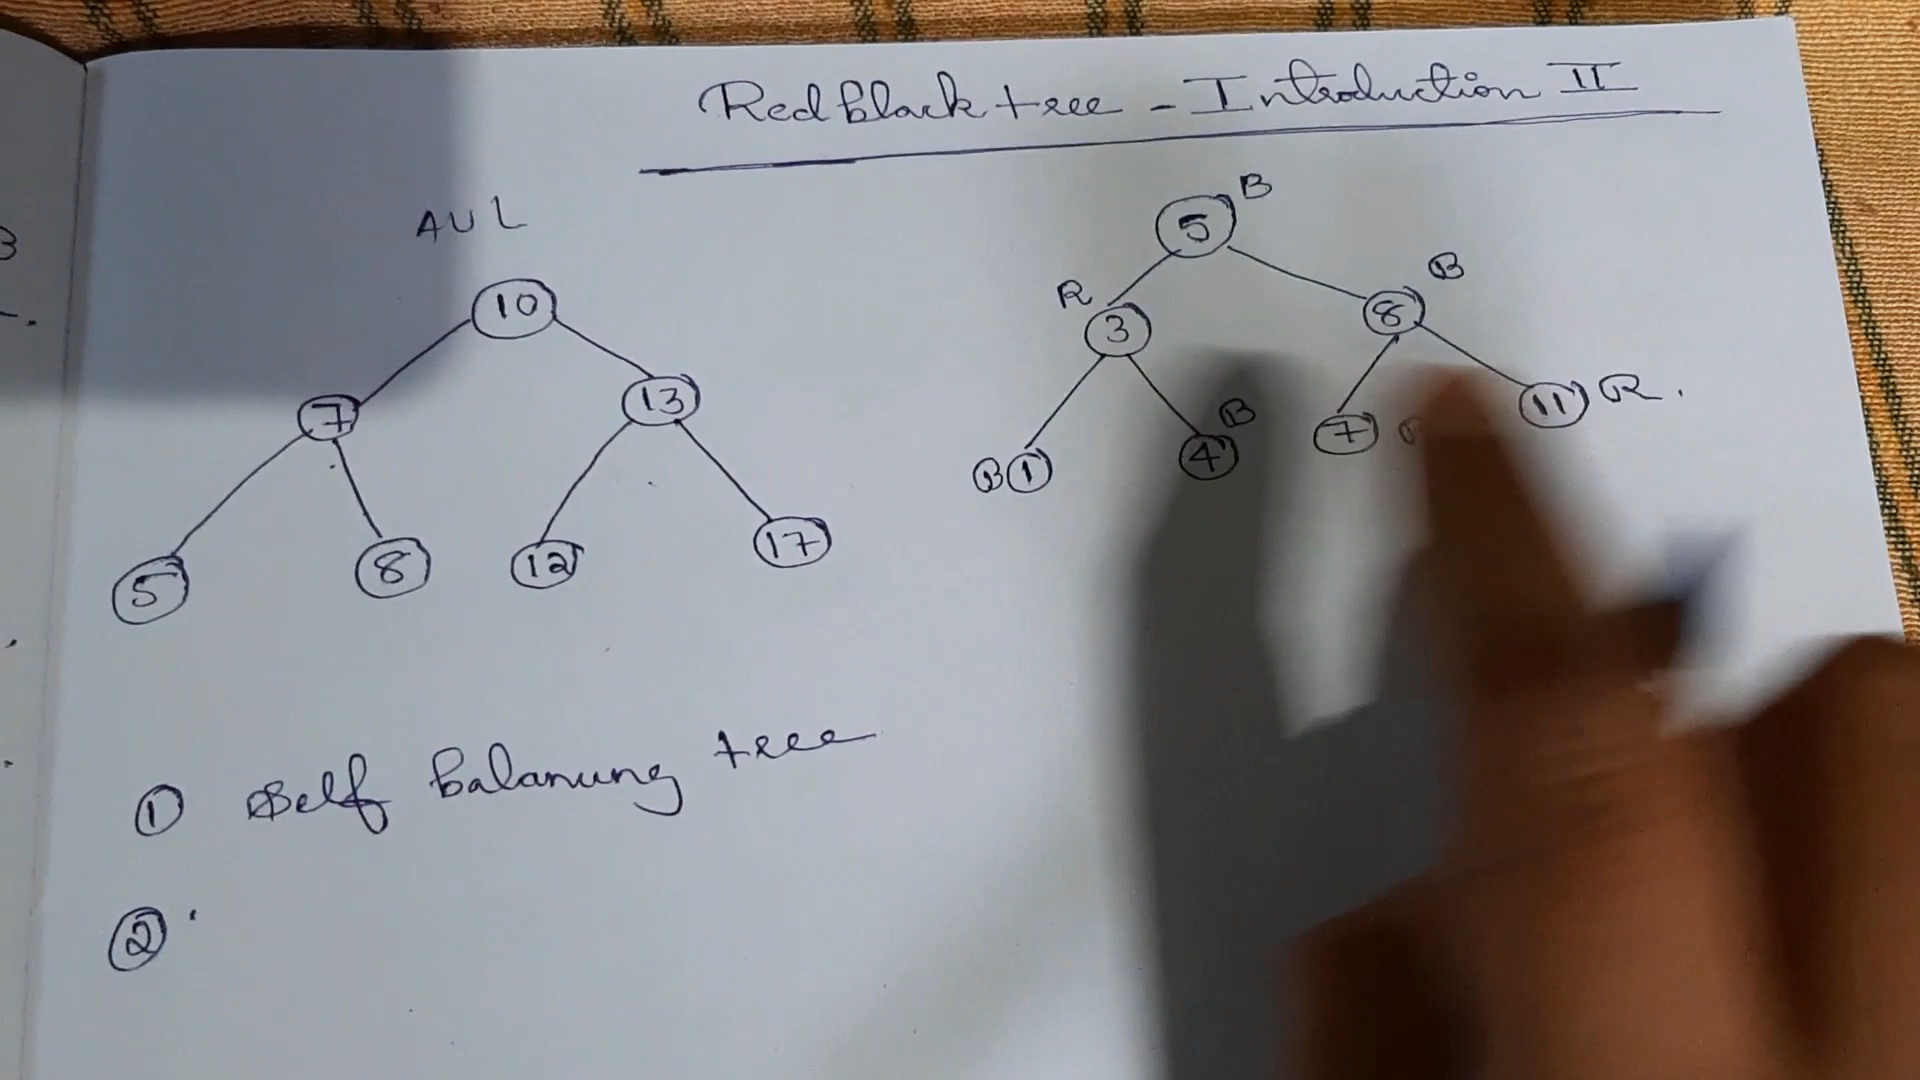 Red black tree - Introduction II
AVL
10
7 13
5 8 12 17
5 B
R 3 8 B
B 1 4 B 7 11 R.
① Self balancing tree
②